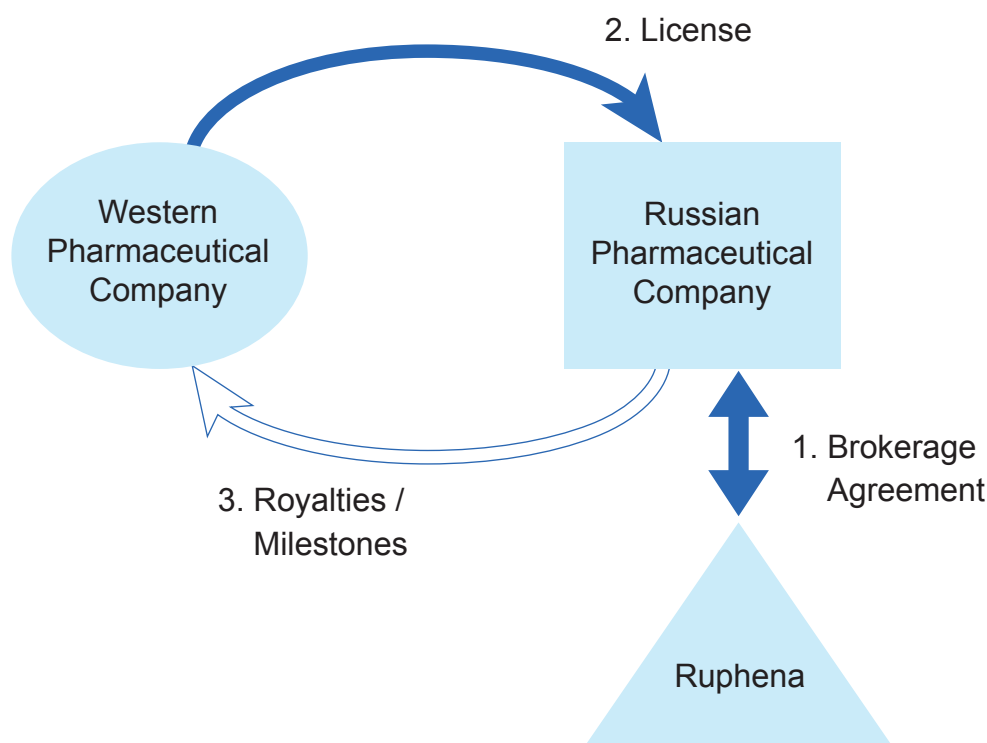 2. License
Western
Pharmaceutical
Company
Russian
Pharmaceutical
Company
1. Brokerage
Agreement
3. Royalties /
Milestones
Ruphena